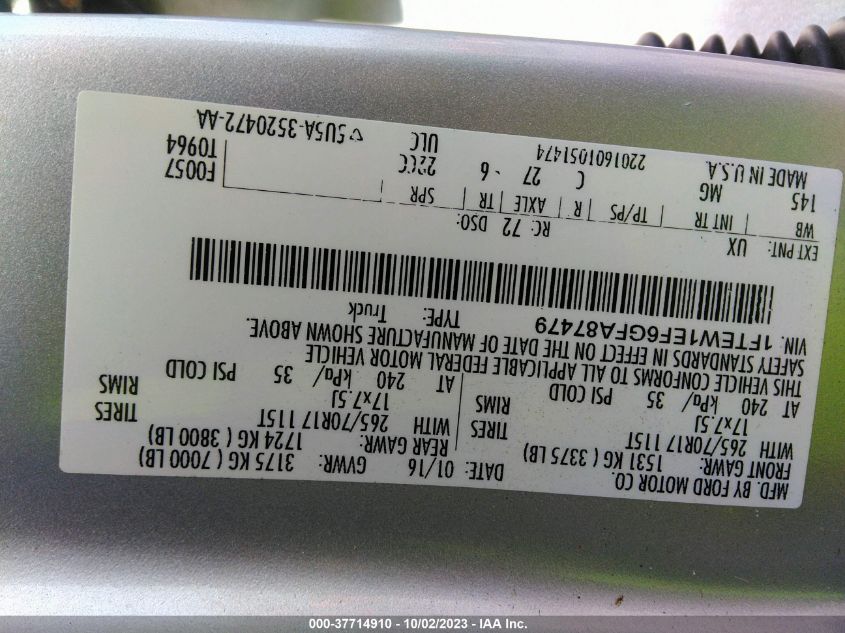 MFD. BY FORD MOTOR CO.
DATE: 01/16 GVWR: 3175 KG ( 7000 LB)
FRONT GAWR: 1531 KG ( 3375 LB) REAR GAWR: 1724 KG ( 3800 LB)
WITH 265/70R17 115T TIRES WITH 265/70R17 115T TIRES
17x7.5J RIMS 17x7.5J RIMS
AT 240 kPa/ 35 PSI COLD AT 240 kPa/ 35 PSI COLD
THIS VEHICLE CONFORMS TO ALL APPLICABLE FEDERAL MOTOR VEHICLE
SAFETY STANDARDS IN EFFECT ON THE DATE OF MANUFACTURE SHOWN ABOVE.
VIN: 1FTEW1EF6GFA87479 TYPE: Truck
EXT PNT: UX RC: 72 DSO:
WB INT TR TP/PS R AXLE TR SPR
145 MG C 27 6 22CC
F0057
T0964
MADE IN U.S.A. 2201601051474 ULC 5U5A-3520472-AA
000-37714910 - 10/02/2023 - IAA Inc.